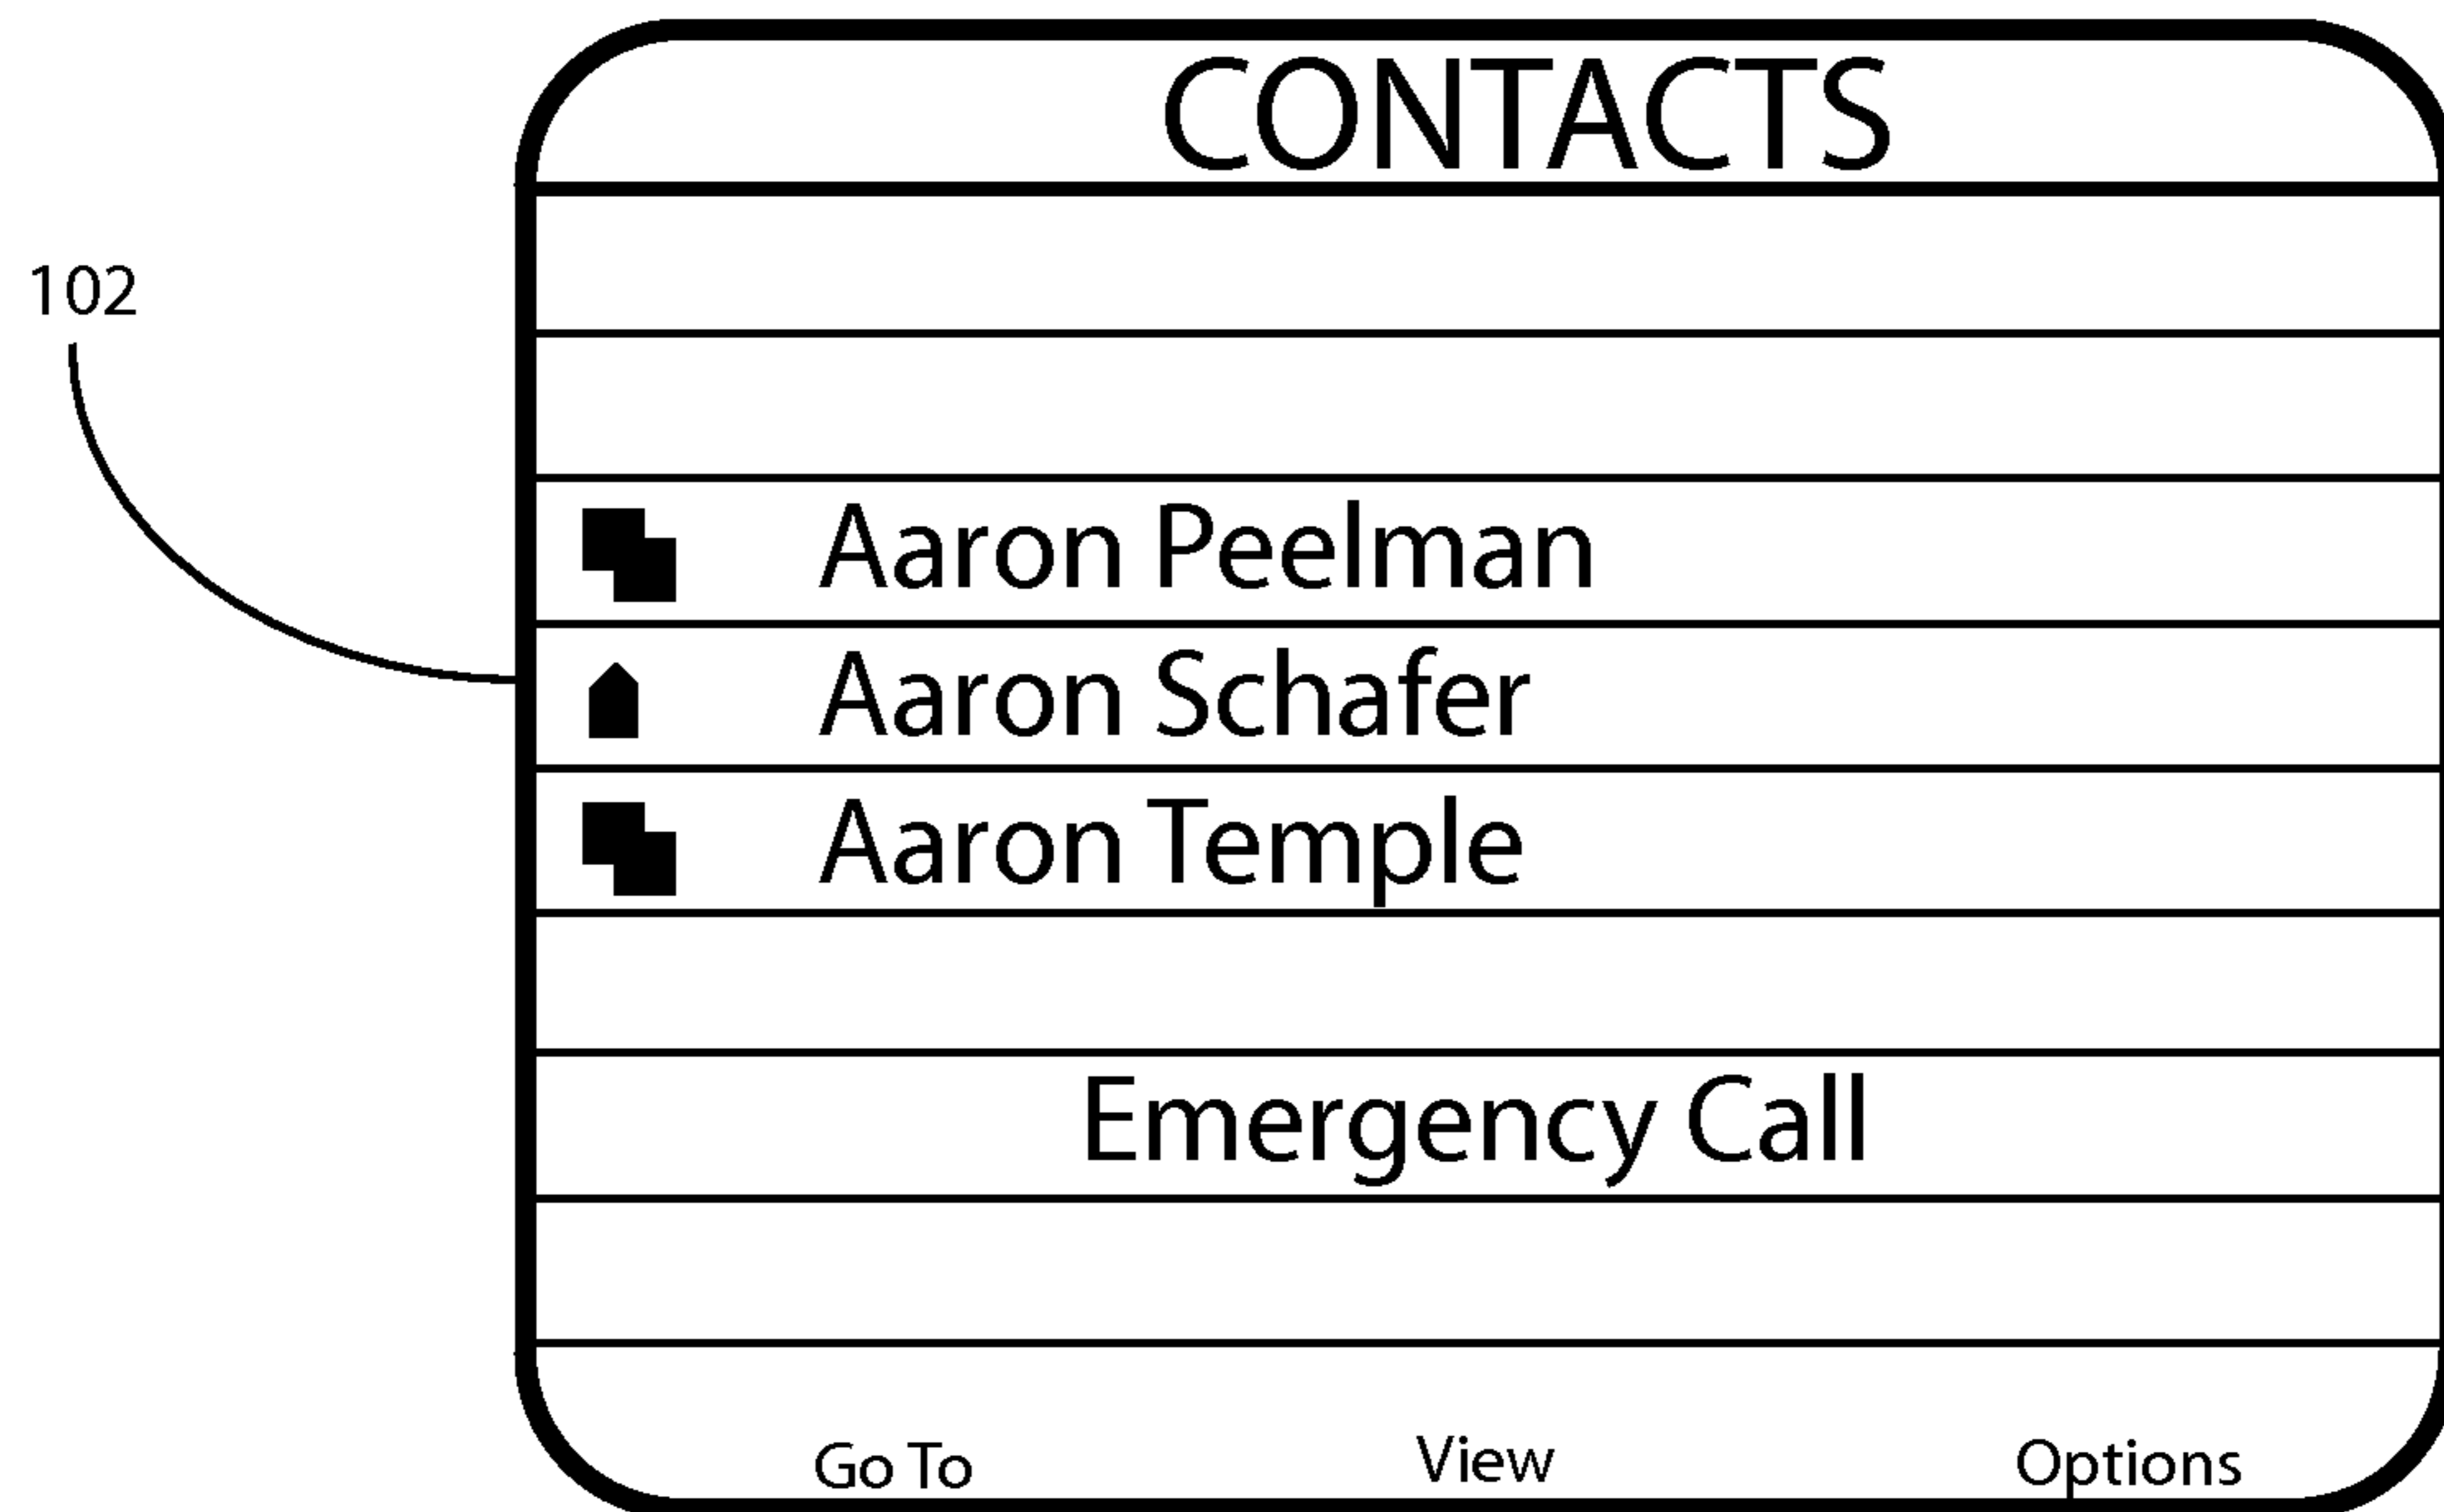 CONTACTS
102
Aaron Peelman
Aaron Schafer
Aaron Temple
Emergency Call
Go To View Options